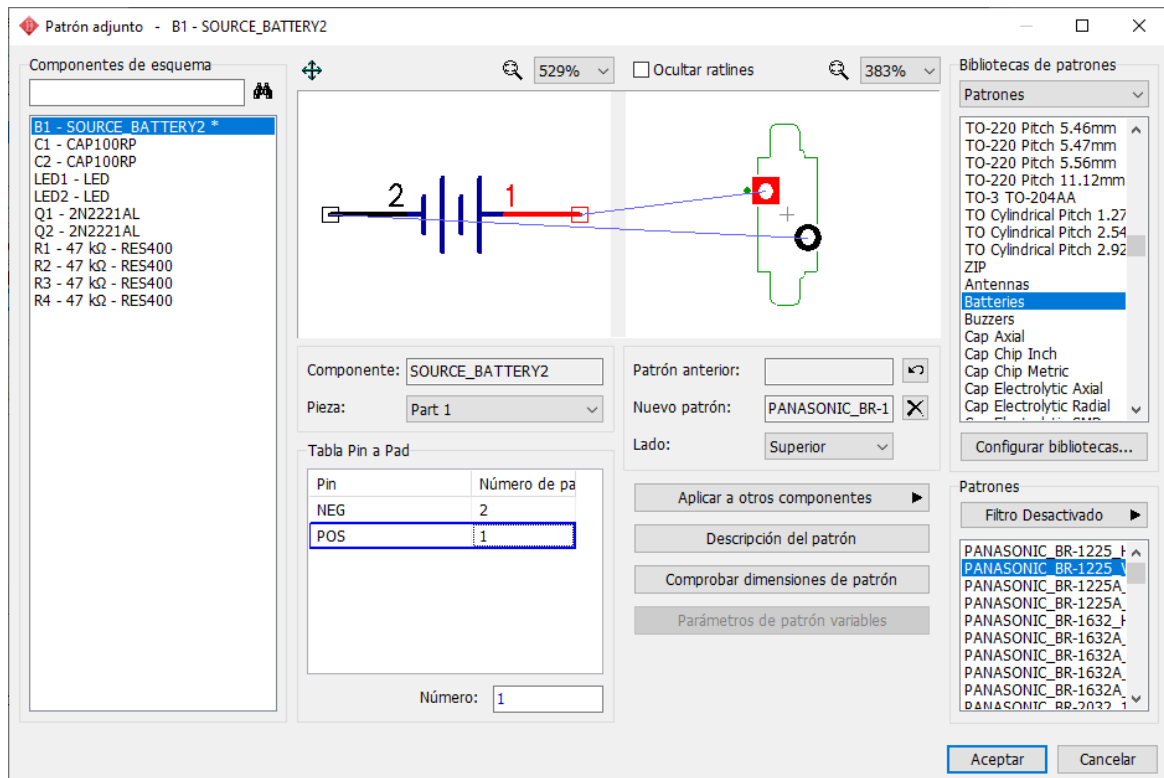 Patrón adjunto - B1 - SOURCE_BATTERY2
Componentes de esquema
B1 - SOURCE_BATTERY2 *
C1 - CAP100RP
C2 - CAP100RP
LED1 - LED
LED2 - LED
Q1 - 2N2221AL
Q2 - 2N2221AL
R1 - 47 kΩ - RES400
R2 - 47 kΩ - RES400
R3 - 47 kΩ - RES400
R4 - 47 kΩ - RES400
529%
Ocultar ratlines
383%
2
1
Componente: SOURCE_BATTERY2
Pieza: Part 1
Tabla Pin a Pad
Pin Número de pa
NEG 2
POS 1
Número: 1
Patrón anterior:
Nuevo patrón: PANASONIC_BR-1
Lado: Superior
Aplicar a otros componentes
Descripción del patrón
Comprobar dimensiones de patrón
Parámetros de patrón variables
Bibliotecas de patrones
Patrones
TO-220 Pitch 5.46mm
TO-220 Pitch 5.47mm
TO-220 Pitch 5.56mm
TO-220 Pitch 11.12mm
TO-3 TO-204AA
TO Cylindrical Pitch 1.27
TO Cylindrical Pitch 2.54
TO Cylindrical Pitch 2.92
ZIP
Antennas
Batteries
Buzzers
Cap Axial
Cap Chip Inch
Cap Chip Metric
Cap Electrolytic Axial
Cap Electrolytic Radial
Configurar bibliotecas...
Patrones
Filtro Desactivado
PANASONIC_BR-1225_H
PANASONIC_BR-1225_V
PANASONIC_BR-1225A_
PANASONIC_BR-1225A_
PANASONIC_BR-1632_H
PANASONIC_BR-1632A_
PANASONIC_BR-1632A_
PANASONIC_BR-1632A_
PANASONIC_BR-1632A_
PANASONIC_BR-2032_1
Aceptar
Cancelar